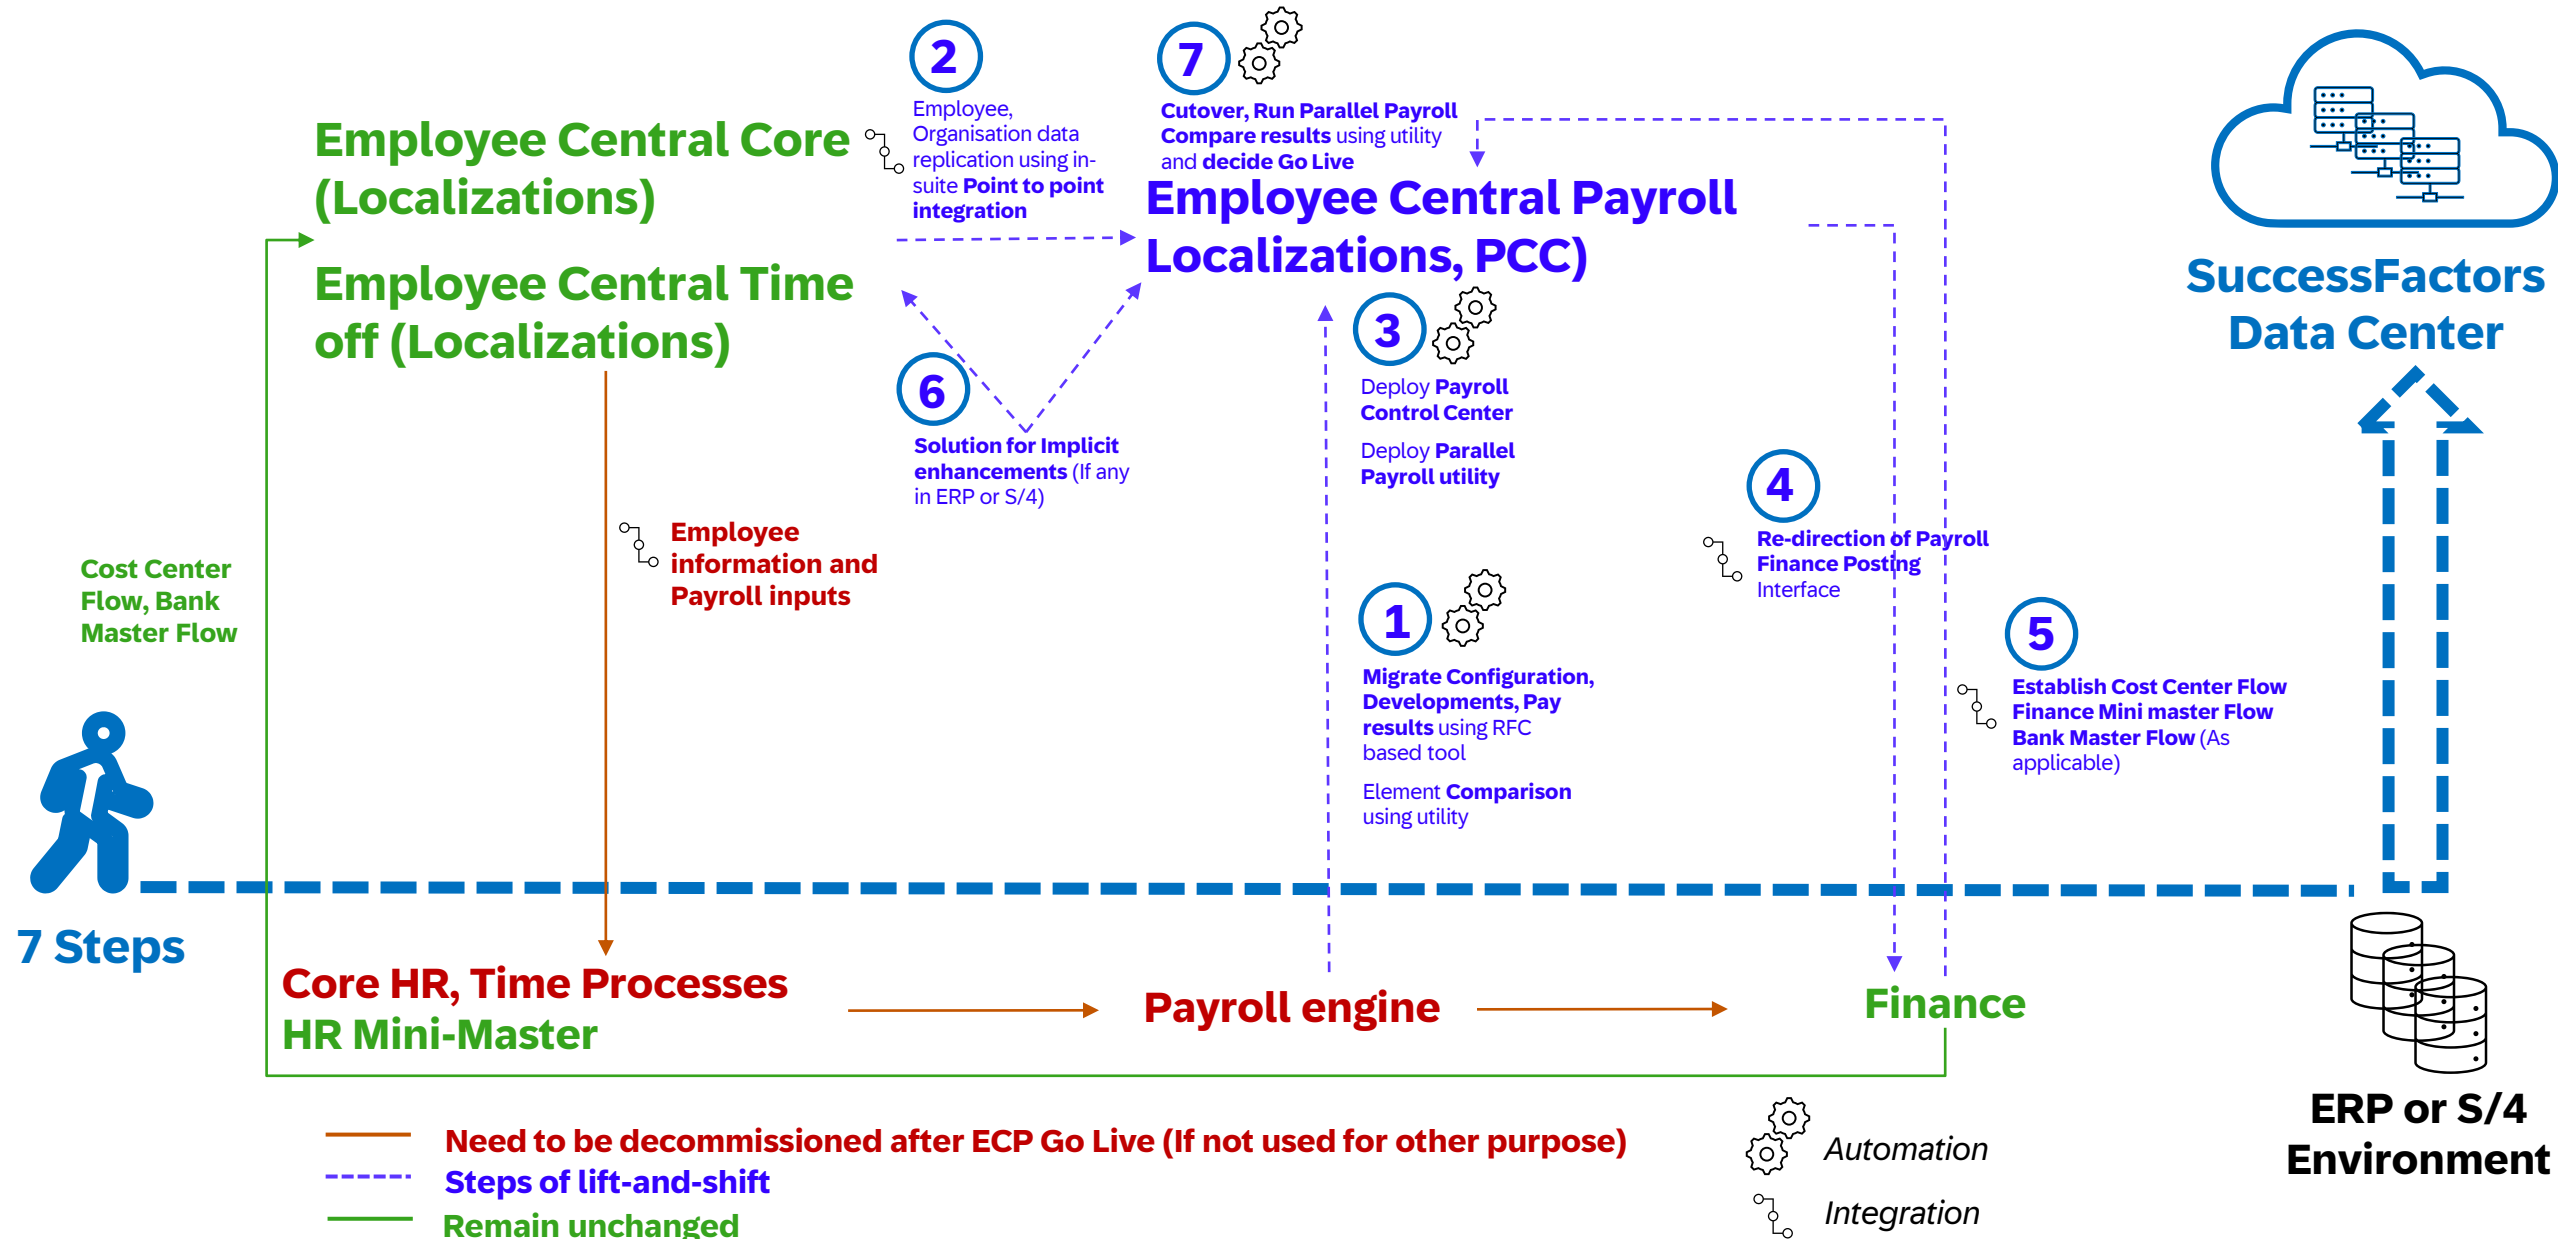 2
Employee,
Organisation data
replication using in-
suite Point to point
integration
7
Cutover, Run Parallel Payroll
Compare results using utility
and decide Go Live
Employee Central Core
(Localizations)
Employee Central Time
off (Localizations)
Employee Central Payroll
Localizations, PCC)
SuccessFactors
Data Center
3
Deploy Payroll
Control Center
Deploy Parallel
Payroll utility
6
Solution for Implicit
enhancements (If any
in ERP or S/4)
4
Re-direction of Payroll
Finance Posting
Interface
Employee
information and
Payroll inputs
Cost Center
Flow, Bank
Master Flow
1
Migrate Configuration,
Developments, Pay
results using RFC
based tool
Element Comparison
using utility
5
Establish Cost Center Flow
Finance Mini master Flow
Bank Master Flow (As
applicable)
7 Steps
Core HR, Time Processes
HR Mini-Master
Payroll engine
Finance
ERP or S/4
Environment
Need to be decommissioned after ECP Go Live (If not used for other purpose)
Steps of lift-and-shift
Remain unchanged
Automation
Integration